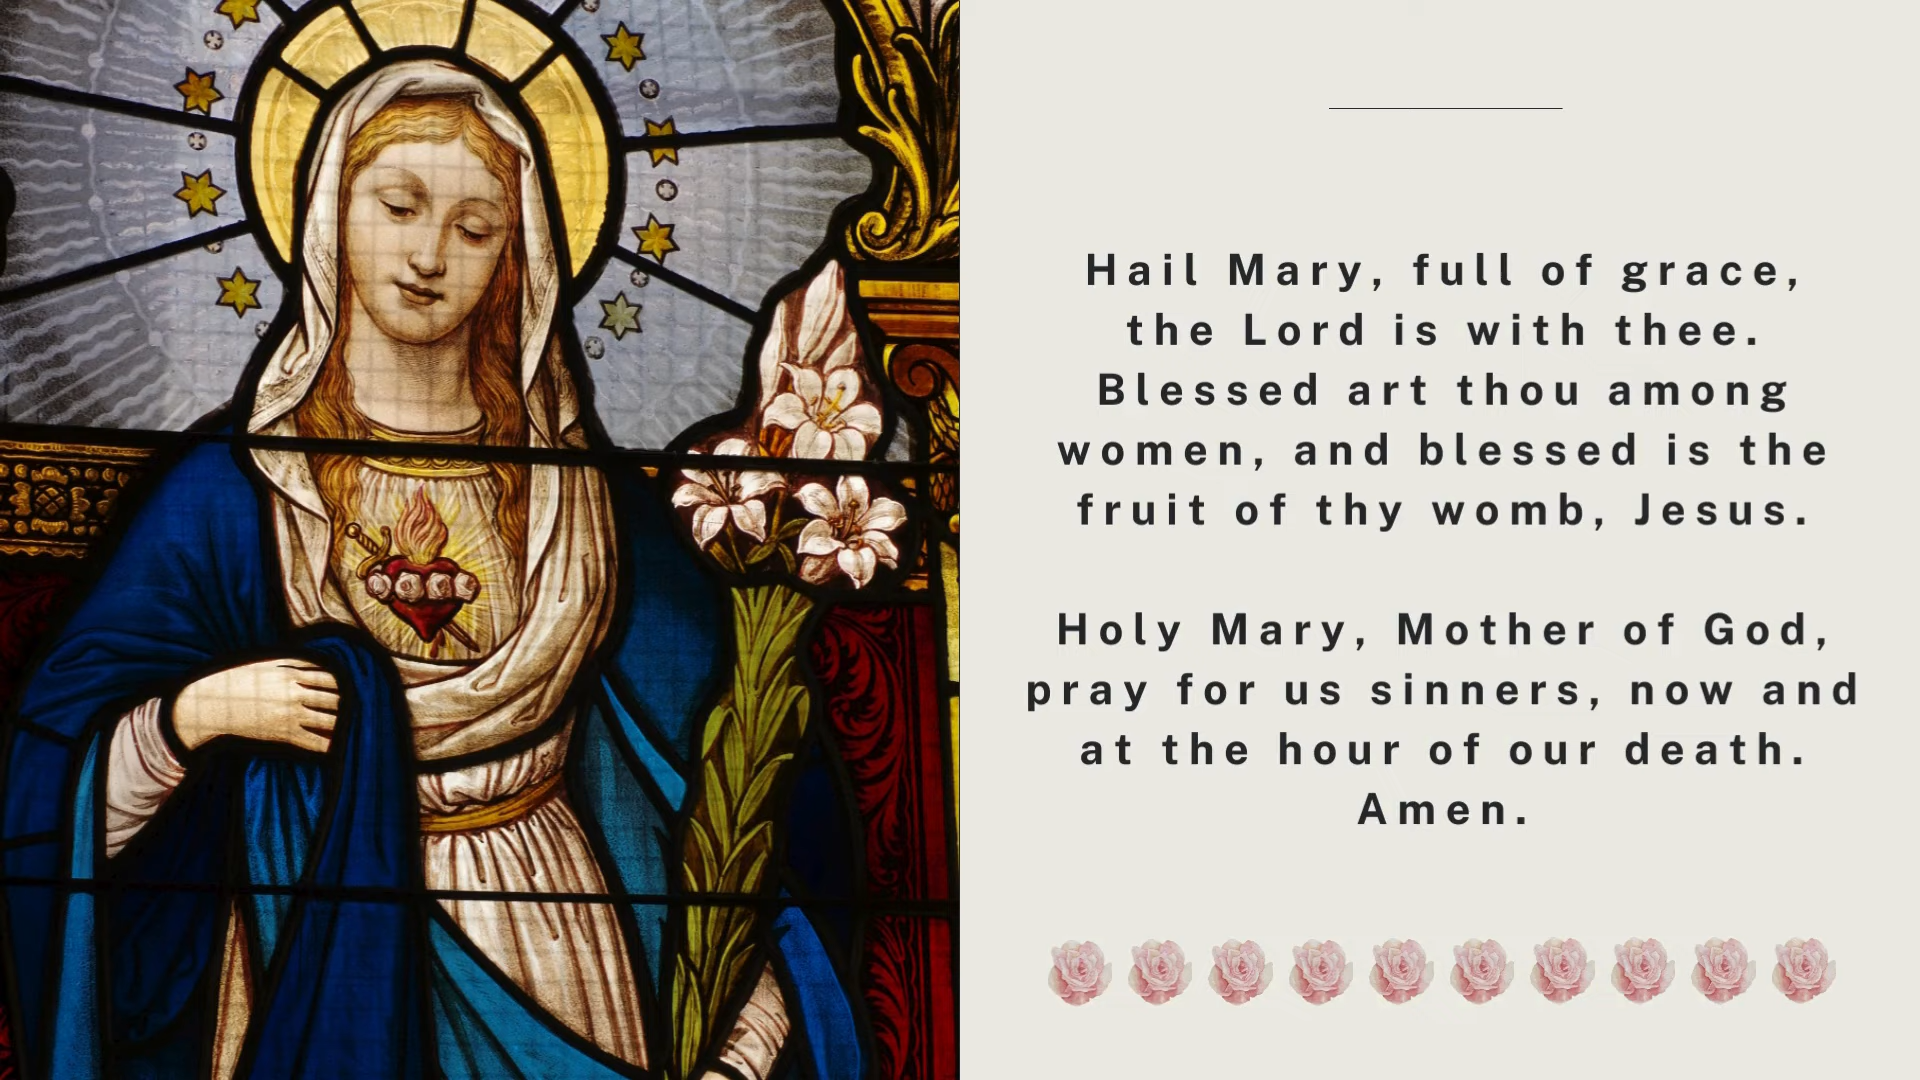 Hail Mary, full of grace,
the Lord is with thee.
Blessed art thou among
women, and blessed is the
fruit of thy womb, Jesus.
Holy Mary, Mother of God,
pray for us sinners, now and
at the hour of our death.
Amen.